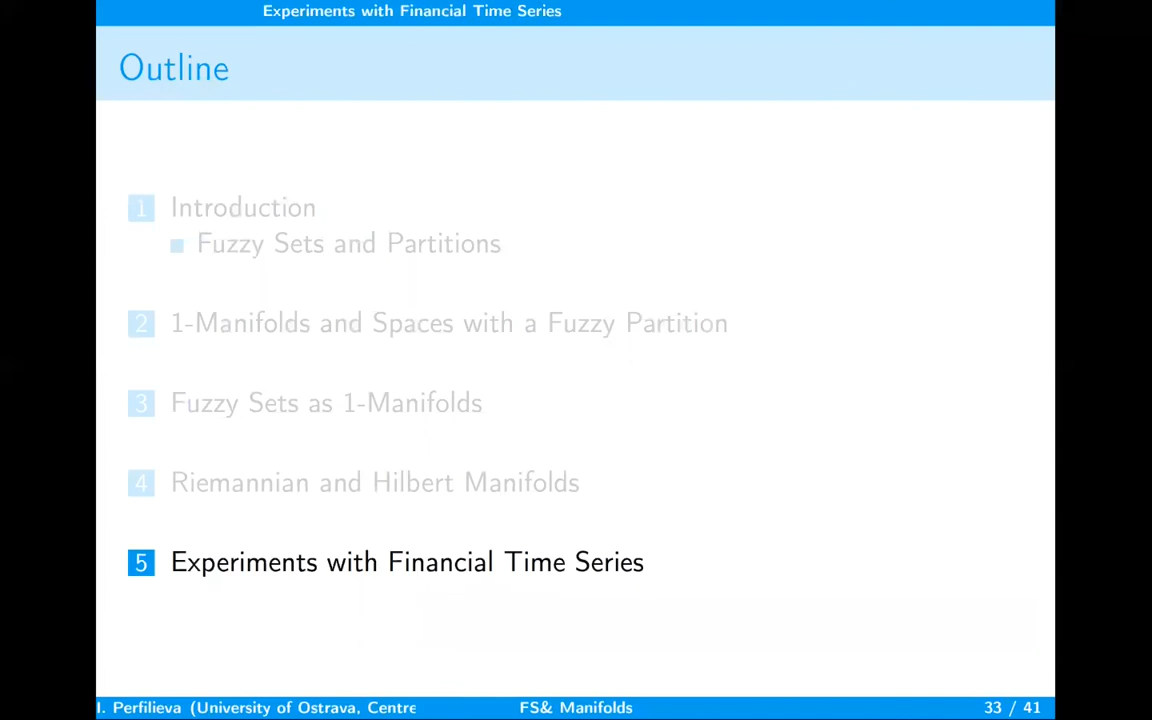 Experiments with Financial Time Series
Outline
1 Introduction
Fuzzy Sets and Partitions
2 1-Manifolds and Spaces with a Fuzzy Partition
3 Fuzzy Sets as 1-Manifolds
4 Riemannian and Hilbert Manifolds
5 Experiments with Financial Time Series
I. Perfilieva (University of Ostrava, Centre FS& Manifolds 33 / 41